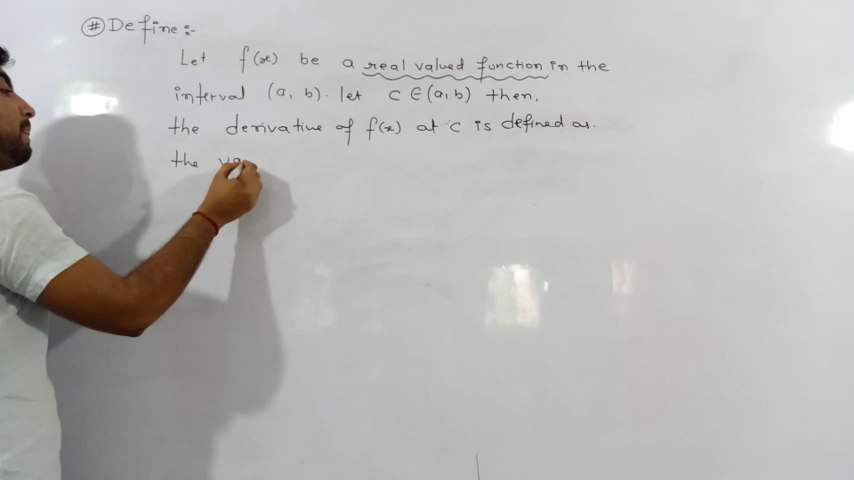 # Define:-
Let f(x) be a real valued function in the
interval (a, b). let c ∈ (a, b) then,
the derivative of f(x) at c is defined as.
the va